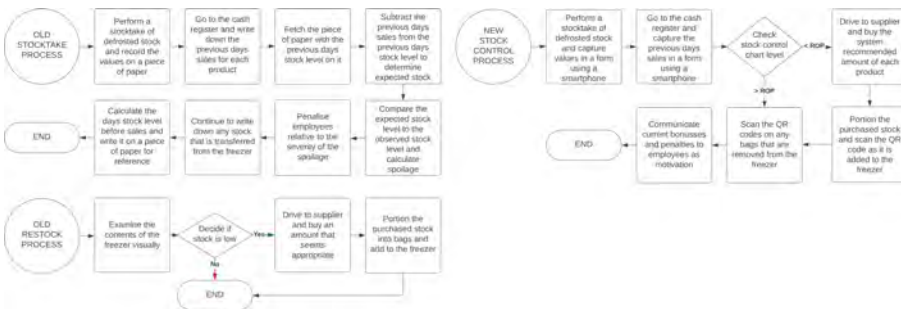 OLD
STOCKTAKE
PROCESS
Perform a
stocktake of
defrosted stock
and record the
values on a piece
of paper
Go to the cash
register and write
down the
previous days
sales for each
product
Fetch the piece
of paper with the
previous days
stock level on it
Subtract the
previous days
sales from the
previous days
stock level to
determine
expected stock
Compare the
expected stock
level to the
observed stock
level and calculate
spoilage
Penalise
employees
relative to the
severity of the
spoilage
Continue to write
down any stock
that is transferred
from the freezer
Calculate the
days stock level
before sales and
write it on a
piece of paper for
reference
END
OLD
RESTOCK
PROCESS
Examine the
contents of the
freezer visually
Decide if
stock is low
Yes
No
Drive to supplier
and buy an
amount that
seems
appropriate
Portion the
purchased stock
into bags and
add to the freezer
END
NEW
STOCK
CONTROL
PROCESS
Perform a
stocktake of
defrosted stock
and capture
values in a form
using a
smartphone
Go to the cash
register and
capture the
previous days
sales in a form
using a
smartphone
Check
stock control
chart level
< ROP
> ROP
Drive to supplier
and buy the
system
recommended
amount of each
product
Portion the
purchased stock
and scan the QR
code as it is
added to the
freezer
Scan the QR
codes on any
bags that are
removed from the
freezer
Communicate
current bonusses
and penalties to
employees as
motivation
END